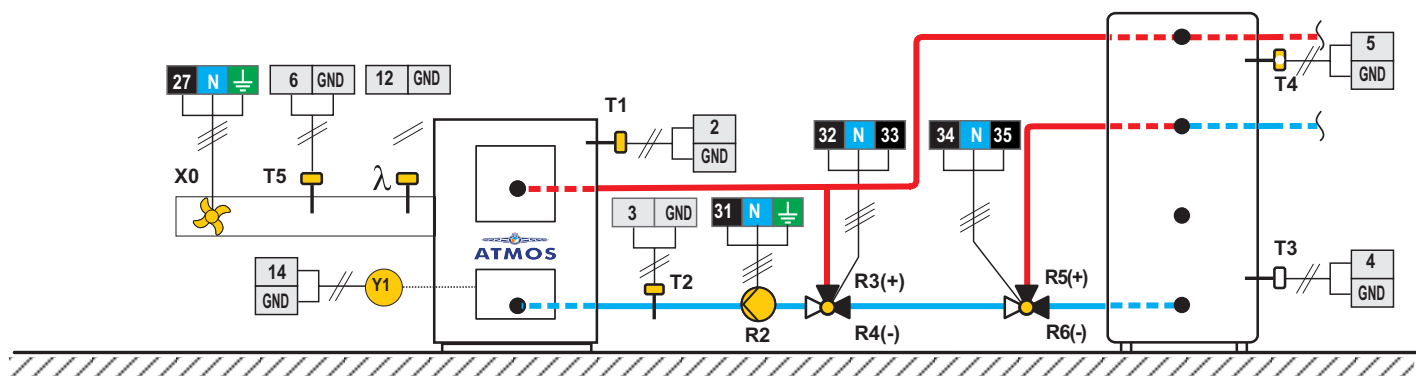 27 N
6 GND
12 GND
5
GND
T4
T1
2
GND
32 N 33
34 N 35
X0
T5
λ
3 GND
31 N
ATMOS
T2
T3
4
GND
14
GND
Y1
R3(+)
R5(+)
R2
R4(-)
R6(-)